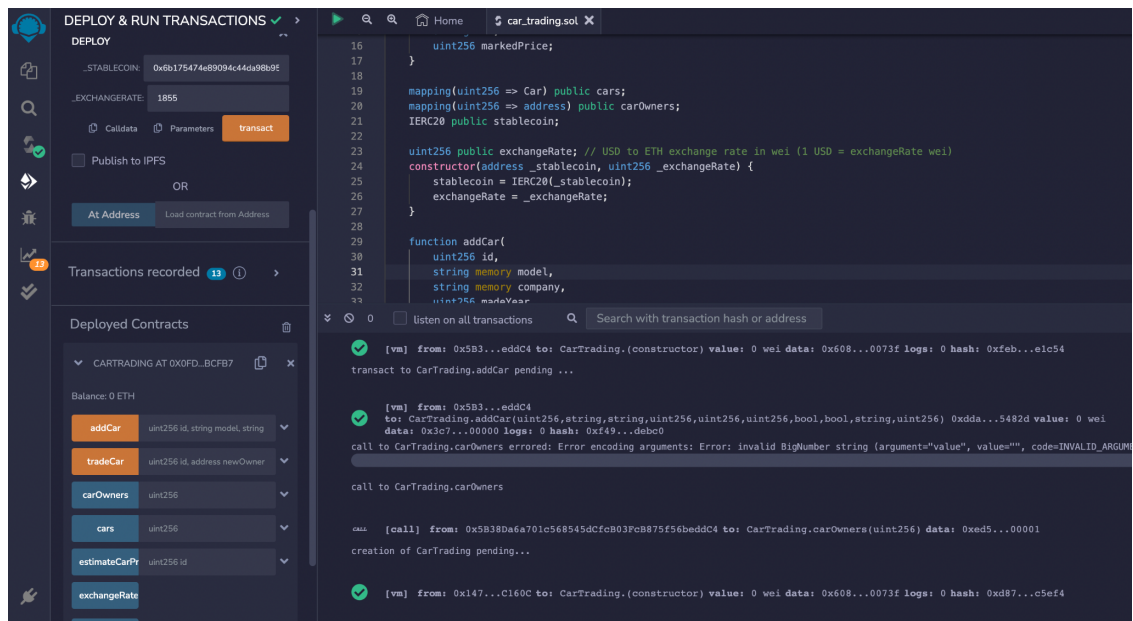 DEPLOY & RUN TRANSACTIONS
DEPLOY
_STABLECOIN: 0x6b175474e89094c44da98b95
_EXCHANGERATE: 1855
Calldata Parameters transact
Publish to IPFS
OR
At Address Load contract from Address
Transactions recorded 13
13
Deployed Contracts
CARTRADING AT 0X0FD...BCFB7
Balance: 0 ETH
addCar uint256 id, string model, string
tradeCar uint256 id, address newOwner
carOwners uint256
cars uint256
estimateCarPr uint256 id
exchangeRate
Home car_trading.sol
16 uint256 markedPrice;
17 }
18
19 mapping(uint256 => Car) public cars;
20 mapping(uint256 => address) public carOwners;
21 IERC20 public stablecoin;
22
23 uint256 public exchangeRate; // USD to ETH exchange rate in wei (1 USD = exchangeRate wei)
24 constructor(address _stablecoin, uint256 _exchangeRate) {
25 stablecoin = IERC20(_stablecoin);
26 exchangeRate = _exchangeRate;
27 }
28
29 function addCar(
30 uint256 id,
31 string memory model,
32 string memory company,
33 uint256 madeYear
0 listen on all transactions Search with transaction hash or address
[vm] from: 0x5B3...eddC4 to: CarTrading.(constructor) value: 0 wei data: 0x608...0073f logs: 0 hash: 0xfeb...e1c54
transact to CarTrading.addCar pending ...
[vm] from: 0x5B3...eddC4
to: CarTrading.addCar(uint256,string,string,uint256,uint256,uint256,bool,bool,string,uint256) 0xdda...5482d value: 0 wei
data: 0x3c7...00000 logs: 0 hash: 0xf49...debc0
call to CarTrading.carOwners errored: Error encoding arguments: Error: invalid BigNumber string (argument="value", value="", code=INVALID_ARGUME
call to CarTrading.carOwners
CALL [call] from: 0x5B38Da6a701c568545dCfcB03FcB875f56beddC4 to: CarTrading.carOwners(uint256) data: 0xed5...00001
creation of CarTrading pending...
[vm] from: 0x147...C160C to: CarTrading.(constructor) value: 0 wei data: 0x608...0073f logs: 0 hash: 0xd87...c5ef4